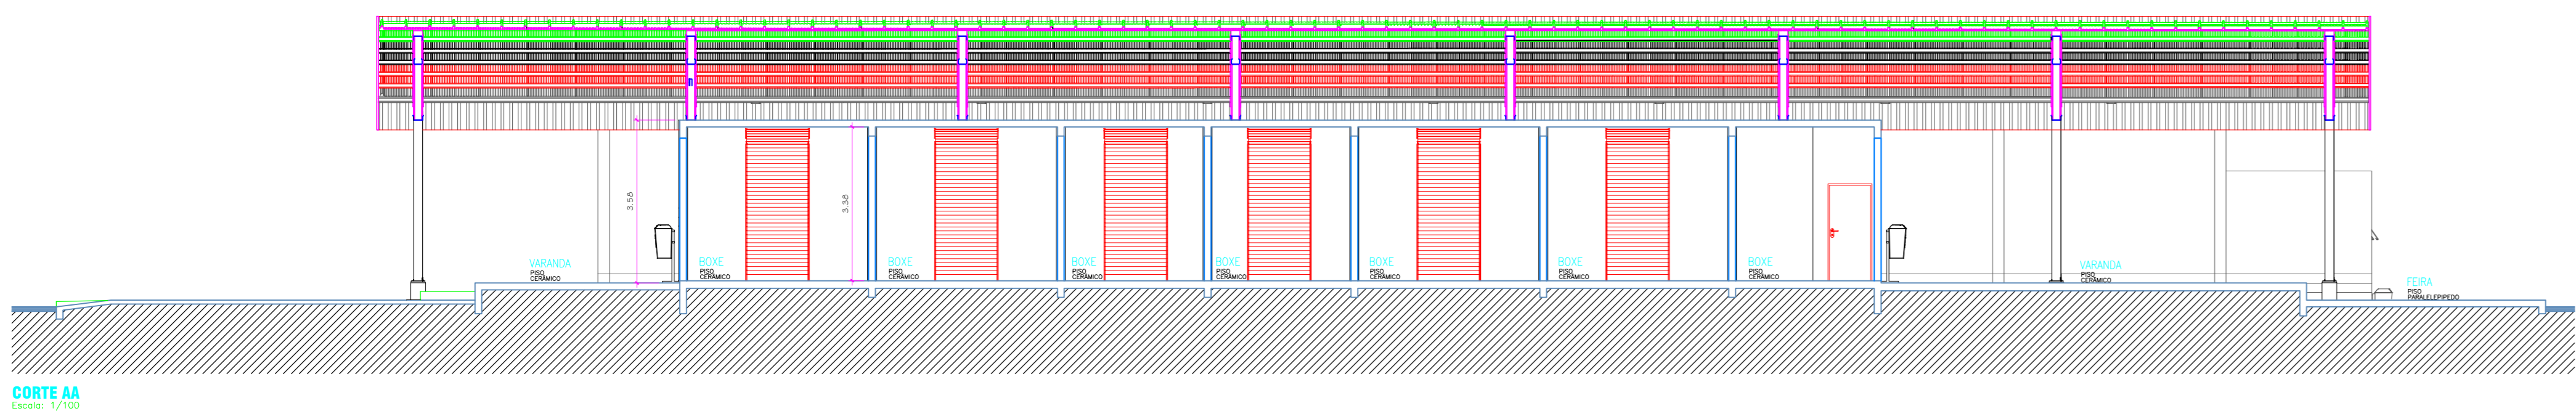 3.58
3.38
VARANDA
PISO
CERÂMICO
BOXE
PISO
CERÂMICO
BOXE
PISO
CERÂMICO
BOXE
PISO
CERÂMICO
BOXE
PISO
CERÂMICO
BOXE
PISO
CERÂMICO
BOXE
PISO
CERÂMICO
BOXE
PISO
CERÂMICO
VARANDA
PISO
CERÂMICO
FEIRA
PISO
PARALELEPIPEDO
CORTE AA
Escala: 1/100